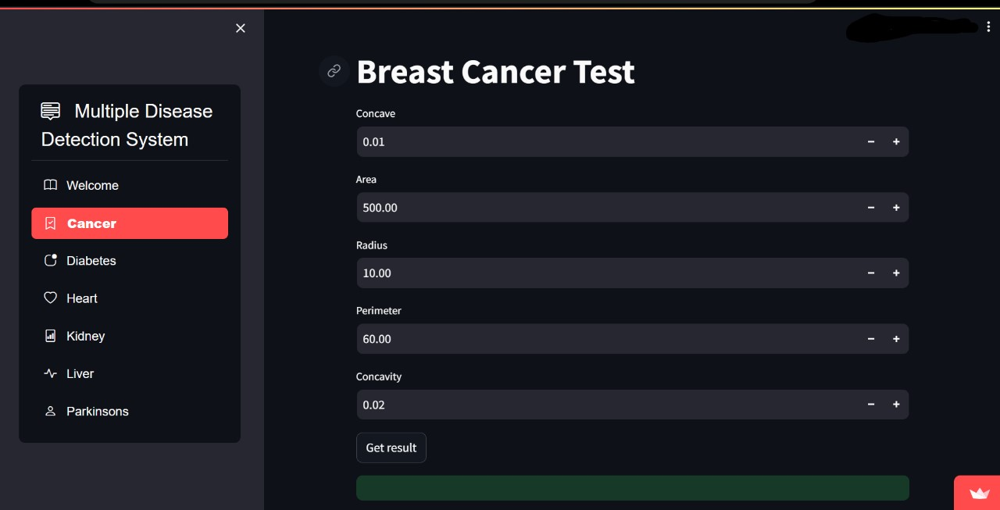 Multiple Disease
Detection System
Welcome
Cancer
Diabetes
Heart
Kidney
Liver
Parkinsons
Breast Cancer Test
Concave
0.01
Area
500.00
Radius
10.00
Perimeter
60.00
Concavity
0.02
Get result